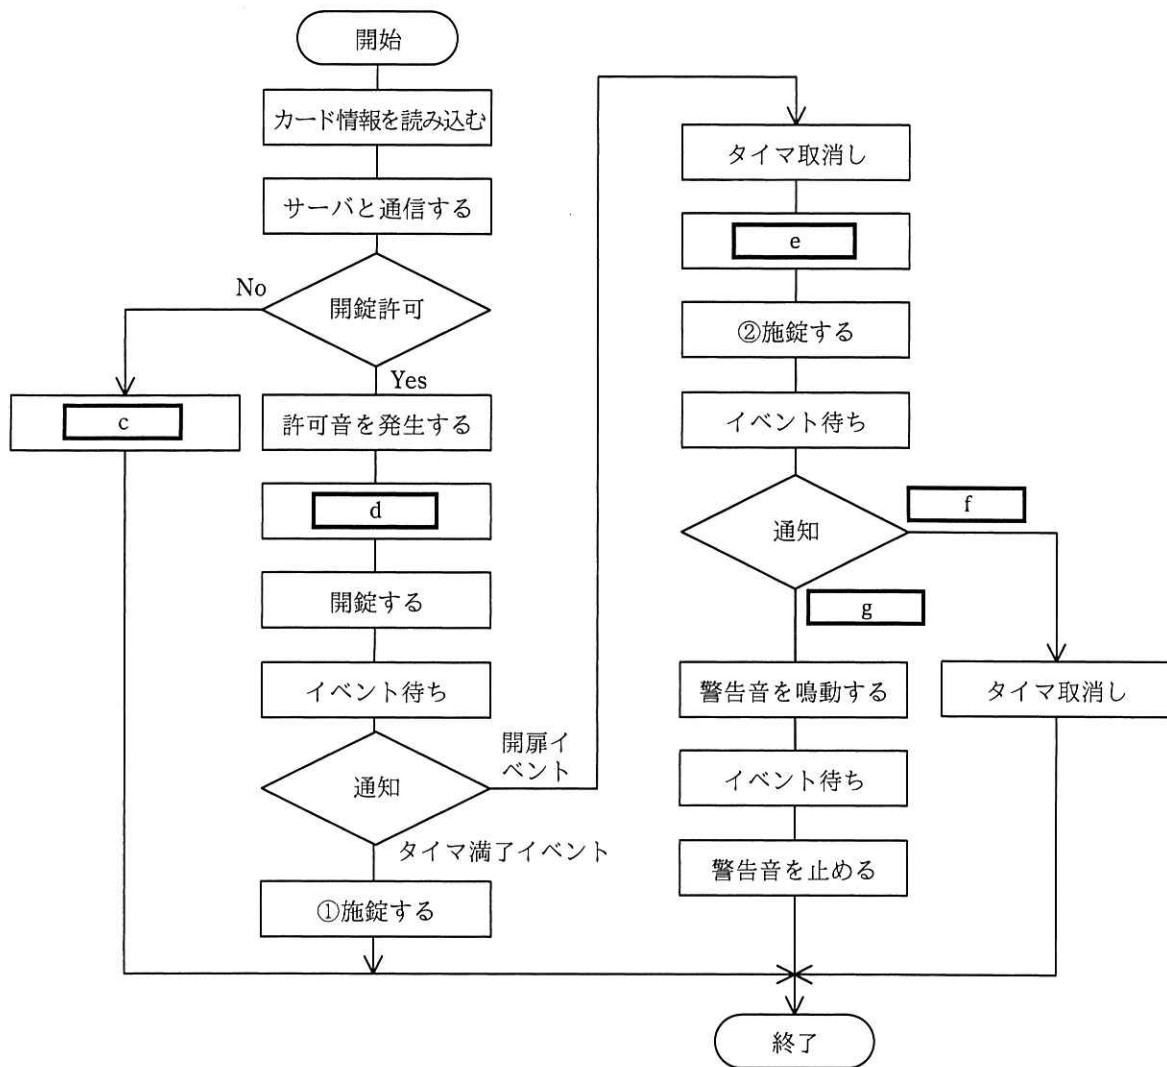 開始
カード情報を読み込む
サーバと通信する
開錠許可
No
Yes
c
許可音を発生する
d
開錠する
イベント待ち
通知
開扉イ
ベント
タイマ満了イベント
①施錠する
タイマ取消し
e
②施錠する
イベント待ち
通知
f
g
警告音を鳴動する
タイマ取消し
イベント待ち
警告音を止める
終了